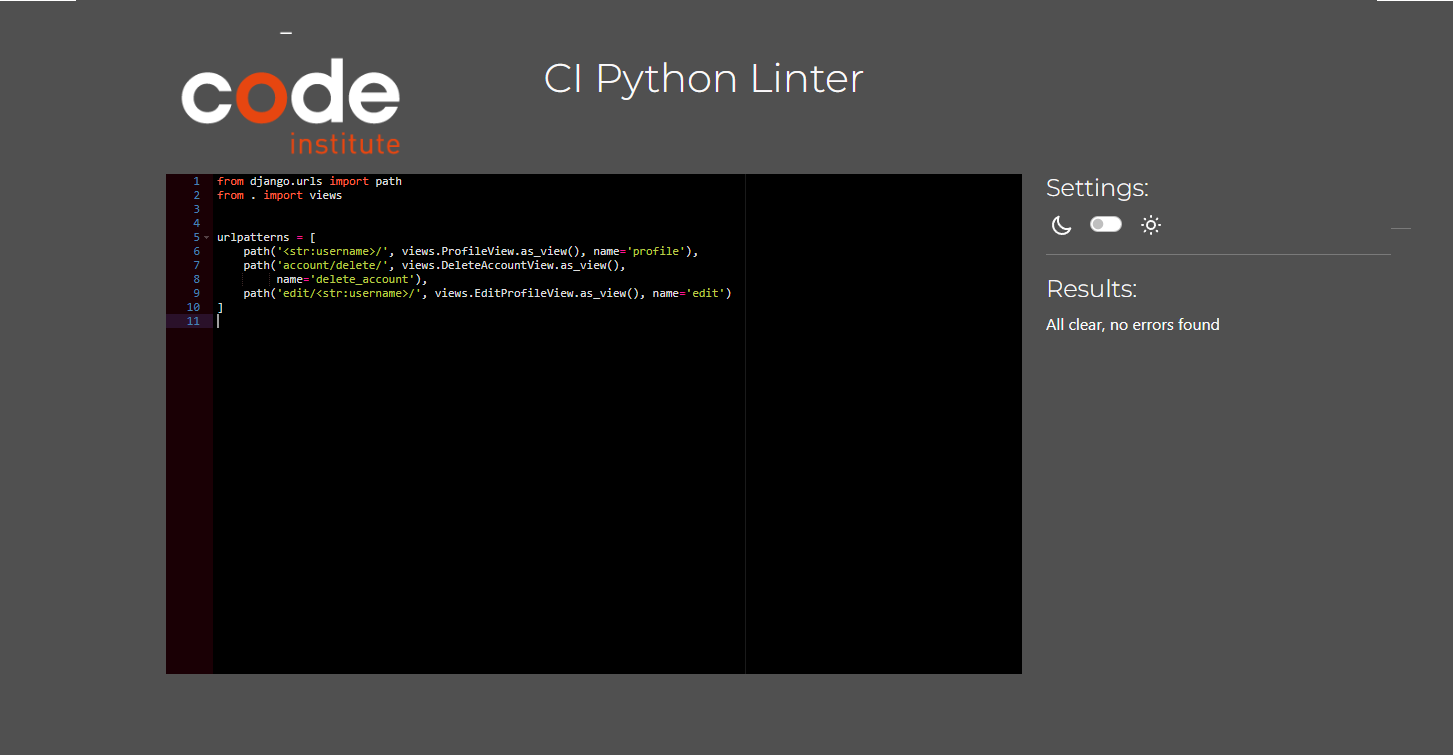 code
institute
CI Python Linter
1 from django.urls import path
2 from . import views
3
4
5 urlpatterns = [
6     path('<str:username>/', views.ProfileView.as_view(), name='profile'),
7     path('account/delete/', views.DeleteAccountView.as_view(),
8          name='delete_account'),
9     path('edit/<str:username>/', views.EditProfileView.as_view(), name='edit')
10 ]
11
Settings:
Results:
All clear, no errors found